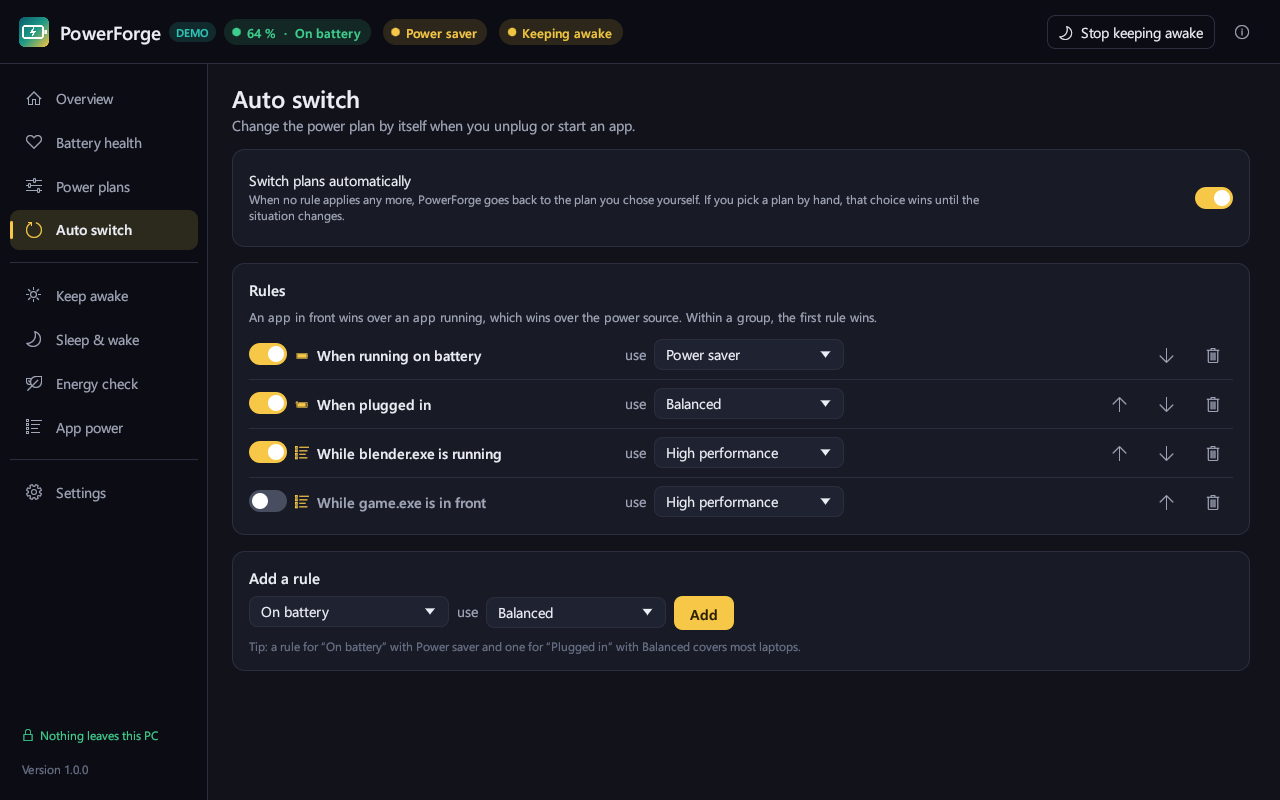 PowerForge DEMO 64 % · On battery Power saver Keeping awake Stop keeping awake
Overview
Battery health
Power plans
Auto switch
Keep awake
Sleep & wake
Energy check
App power
Settings
Nothing leaves this PC
Version 1.0.0
Auto switch
Change the power plan by itself when you unplug or start an app.
Switch plans automatically
When no rule applies any more, PowerForge goes back to the plan you chose yourself. If you pick a plan by hand, that choice wins until the
situation changes.
Rules
An app in front wins over an app running, which wins over the power source. Within a group, the first rule wins.
When running on battery use Power saver
When plugged in use Balanced
While blender.exe is running use High performance
While game.exe is in front use High performance
Add a rule
On battery use Balanced Add
Tip: a rule for “On battery” with Power saver and one for “Plugged in” with Balanced covers most laptops.